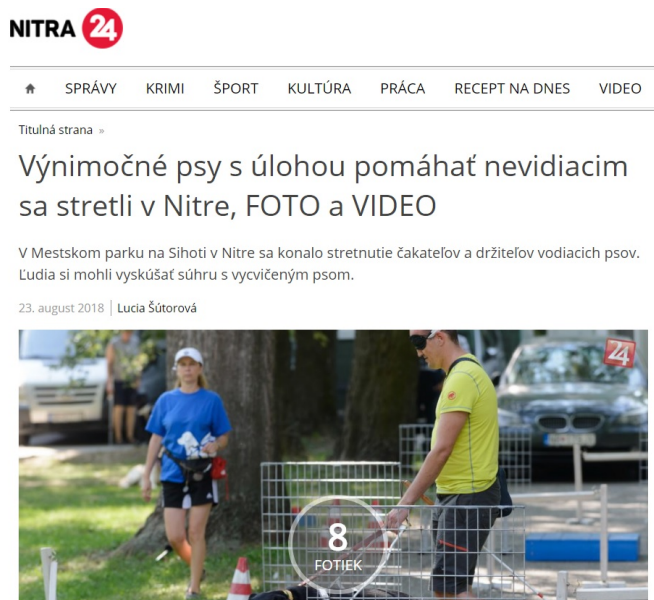 NITRA 24
SPRÁVY KRIMI ŠPORT KULTÚRA PRÁCA RECEPT NA DNES VIDEO
Titulná strana »
Výnimočné psy s úlohou pomáhať nevidiacim
sa stretli v Nitre, FOTO a VIDEO
V Mestskom parku na Sihoti v Nitre sa konalo stretnutie čakateľov a držiteľov vodiacich psov.
Ľudia si mohli vyskúšať súhru s vycvičeným psom.
23. august 2018 | Lucia Šútorová
24
8
FOTIEK